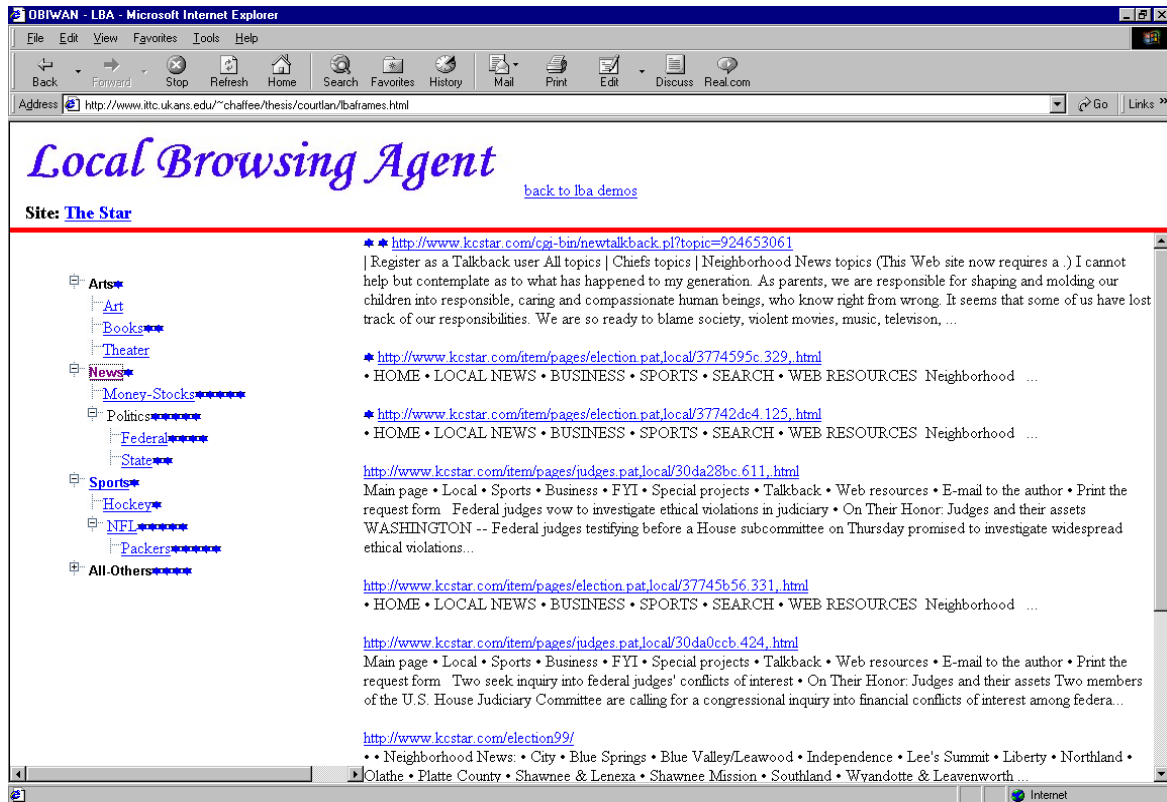 OBIWAN - LBA - Microsoft Internet Explorer
File Edit View Favorites Tools Help
Back Forward Stop Refresh Home Search Favorites History Mail Print Edit Discuss Real.com
Address http://www.ittc.ukans.edu/~chaffee/thesis/courtlan/lbaframes.html Go Links »
Local Browsing Agent
back to lba demos
Site: The Star
Arts
Art
Books
Theater
News
Money-Stocks
Politics
Federal
State
Sports
Hockey
NFL
Packers
All-Others
http://www.kcstar.com/cgi-bin/newtalkback.pl?topic=924653061
| Register as a Talkback user All topics | Chiefs topics | Neighborhood News topics (This Web site now requires a .) I cannot
help but contemplate as to what has happened to my generation. As parents, we are responsible for shaping and molding our
children into responsible, caring and compassionate human beings, who know right from wrong. It seems that some of us have lost
track of our responsibilities. We are so ready to blame society, violent movies, music, televison, ...
http://www.kcstar.com/item/pages/election.pat,local/3774595c.329,.html
• HOME • LOCAL NEWS • BUSINESS • SPORTS • SEARCH • WEB RESOURCES Neighborhood ...
http://www.kcstar.com/item/pages/election.pat,local/37742dc4.125,.html
• HOME • LOCAL NEWS • BUSINESS • SPORTS • SEARCH • WEB RESOURCES Neighborhood ...
http://www.kcstar.com/item/pages/judges.pat,local/30da28bc.611,.html
Main page • Local • Sports • Business • FYI • Special projects • Talkback • Web resources • E-mail to the author • Print the
request form Federal judges vow to investigate ethical violations in judiciary • On Their Honor: Judges and their assets
WASHINGTON -- Federal judges testifying before a House subcommittee on Thursday promised to investigate widespread
ethical violations...
http://www.kcstar.com/item/pages/election.pat,local/37745b56.331,.html
• HOME • LOCAL NEWS • BUSINESS • SPORTS • SEARCH • WEB RESOURCES Neighborhood ...
http://www.kcstar.com/item/pages/judges.pat,local/30da0ccb.424,.html
Main page • Local • Sports • Business • FYI • Special projects • Talkback • Web resources • E-mail to the author • Print the
request form Two seek inquiry into federal judges' conflicts of interest • On Their Honor: Judges and their assets Two members
of the U.S. House Judiciary Committee are calling for a congressional inquiry into financial conflicts of interest among federa...
http://www.kcstar.com/election99/
• • Neighborhood News: • City • Blue Springs • Blue Valley/Leawood • Independence • Lee's Summit • Liberty • Northland •
Olathe • Platte County • Shawnee & Lenexa • Shawnee Mission • Southland • Wyandotte & Leavenworth ...
Internet